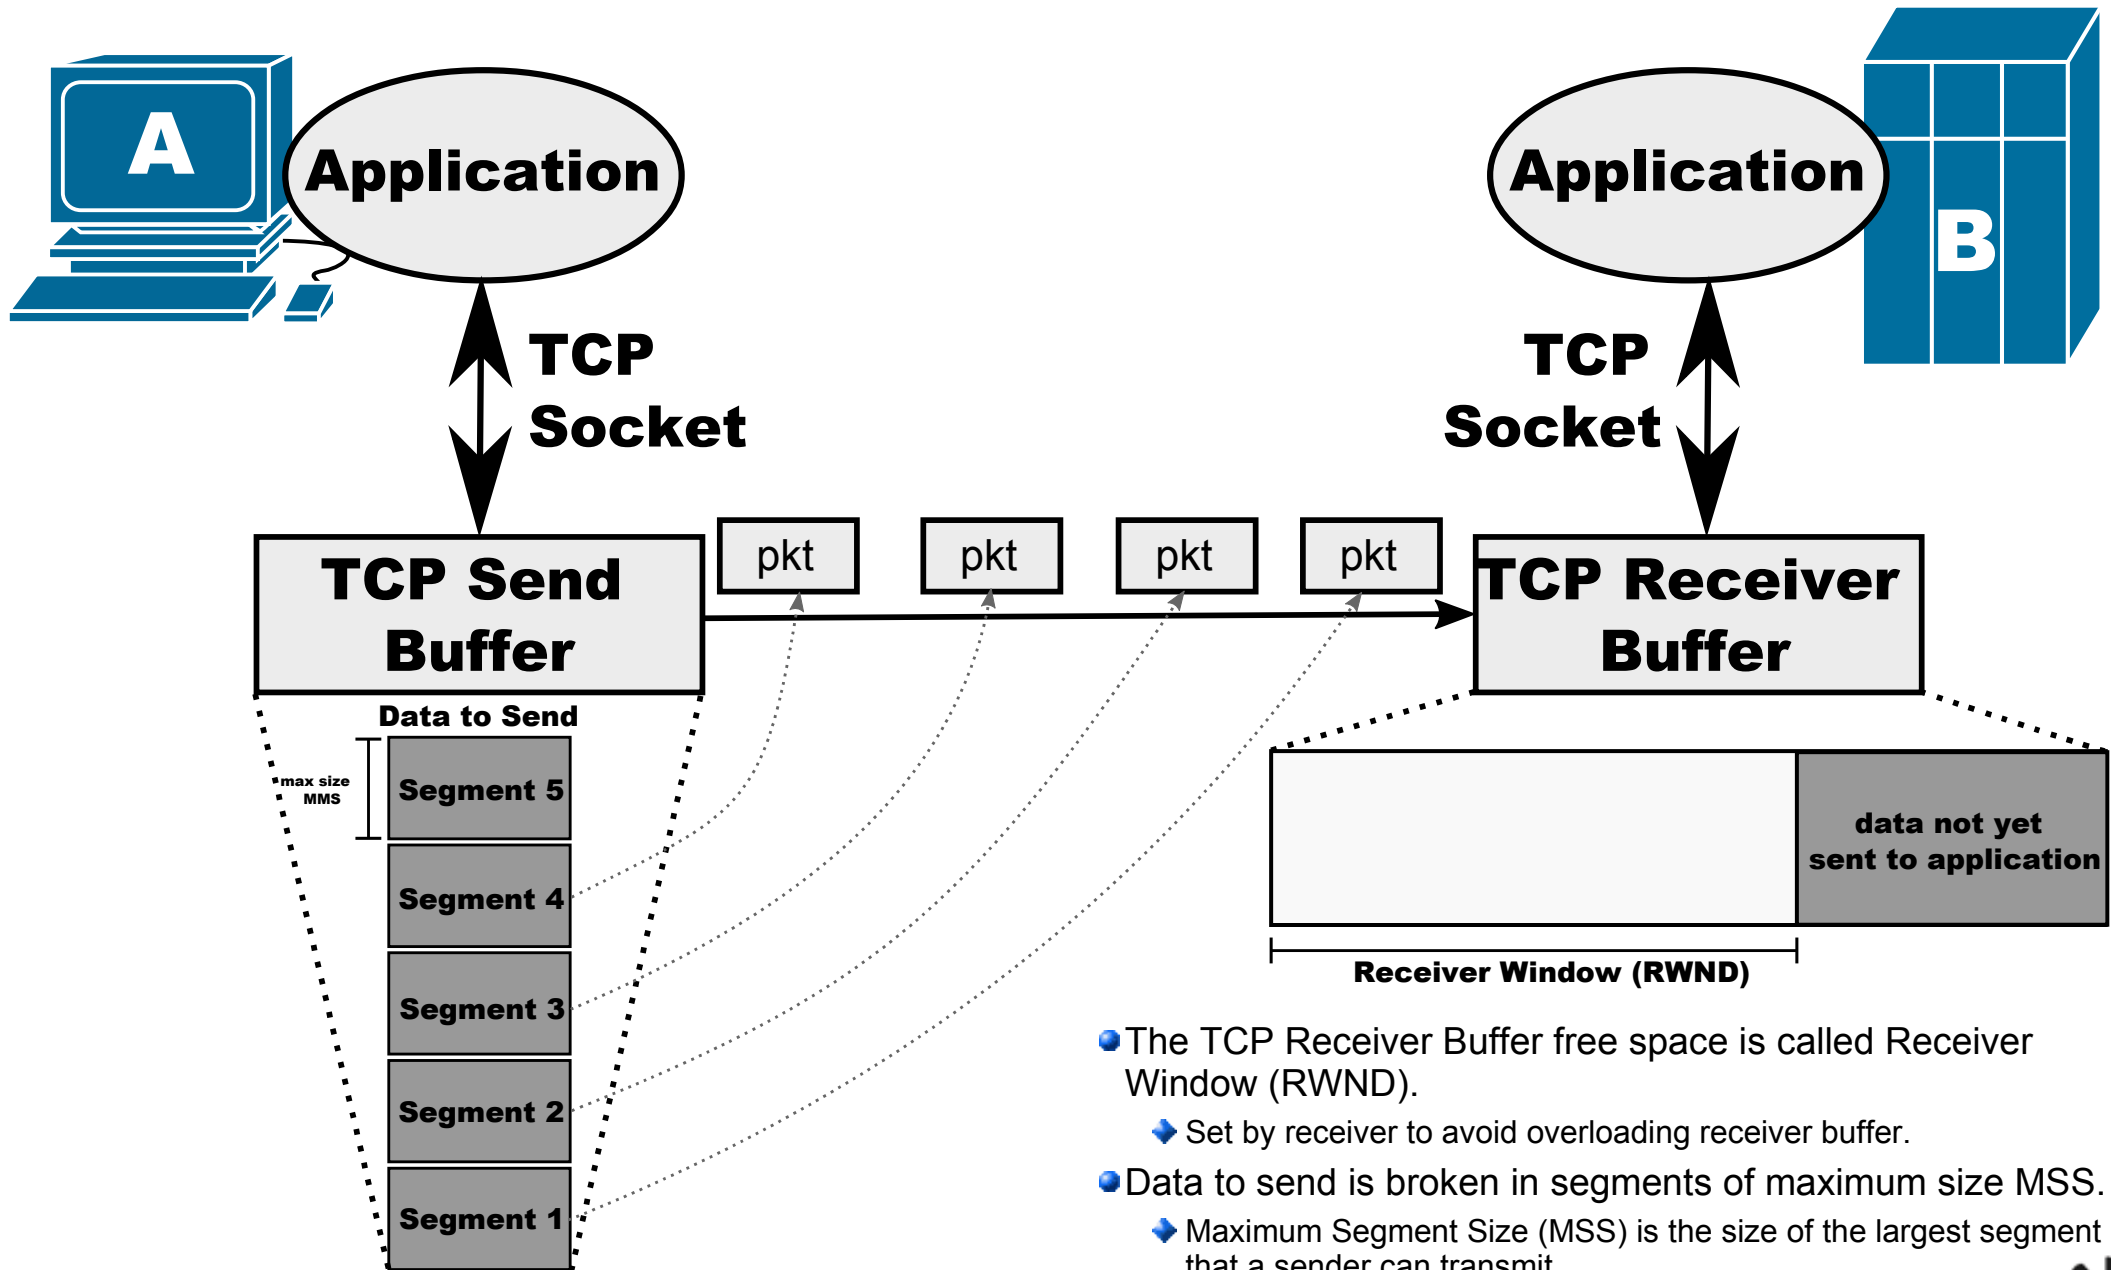 A
Application
Application
B
TCP
Socket
TCP
Socket
TCP Send
Buffer
pkt
pkt
pkt
pkt
TCP Receiver
Buffer
Data to Send
max size
MMS
Segment 5
Segment 4
Segment 3
Segment 2
Segment 1
data not yet
sent to application
Receiver Window (RWND)
The TCP Receiver Buffer free space is called Receiver
Window (RWND).
Set by receiver to avoid overloading receiver buffer.
Data to send is broken in segments of maximum size MSS.
Maximum Segment Size (MSS) is the size of the largest segment
that a sender can transmit